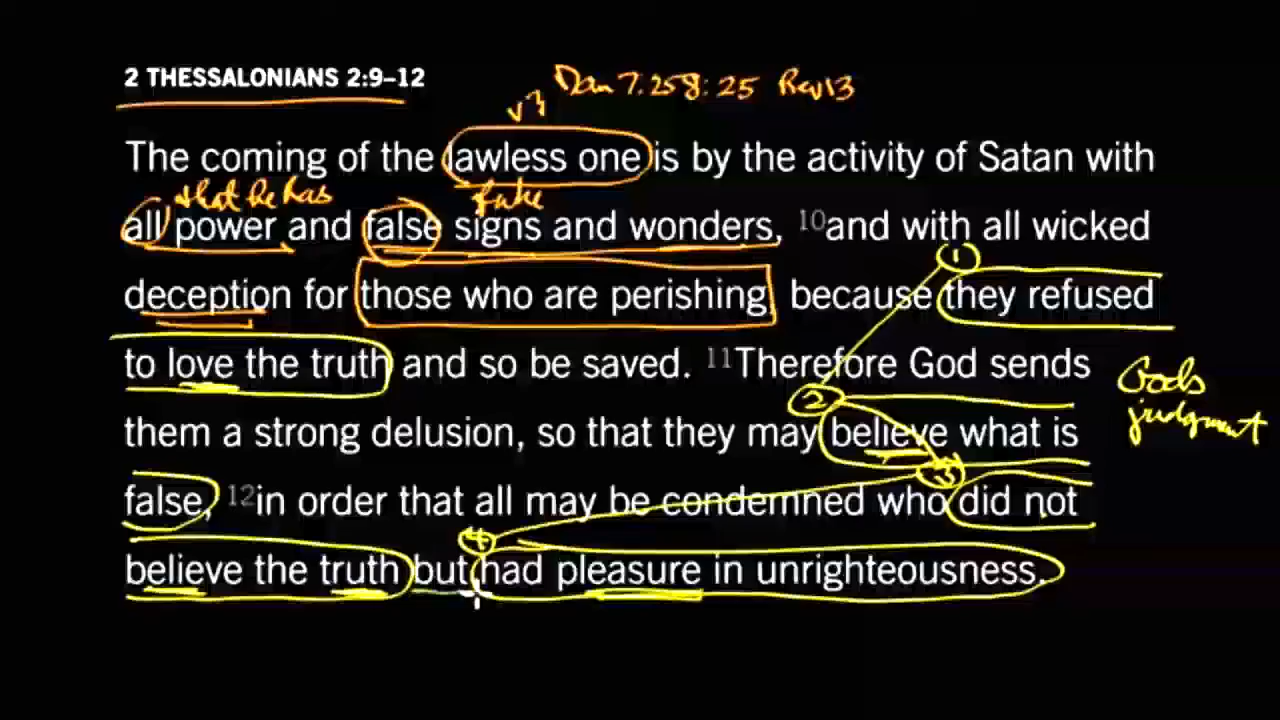 2 THESSALONIANS 2:9–12 Dan 7.25 8:25 Rev 13
v3
The coming of the lawless one is by the activity of Satan with
that he has fake
all power and false signs and wonders, 10and with all wicked
1
deception for those who are perishing, because they refused
to love the truth and so be saved. 11Therefore God sends
Gods
2
judgment
them a strong delusion, so that they may believe what is
3
false, 12in order that all may be condemned who did not
4
believe the truth but had pleasure in unrighteousness.